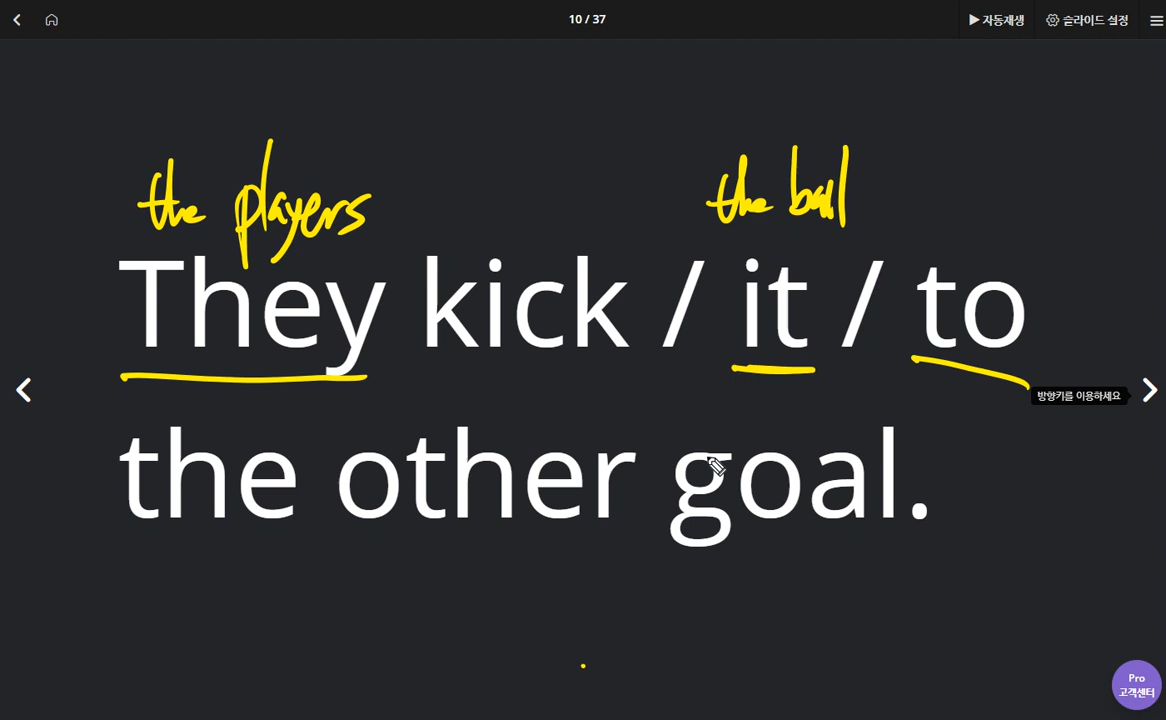 10 / 37
자동재생
슬라이드 설정
the players
the ball
They kick / it / to
방향키를 이용하세요
the other goal.
Pro
고객센터